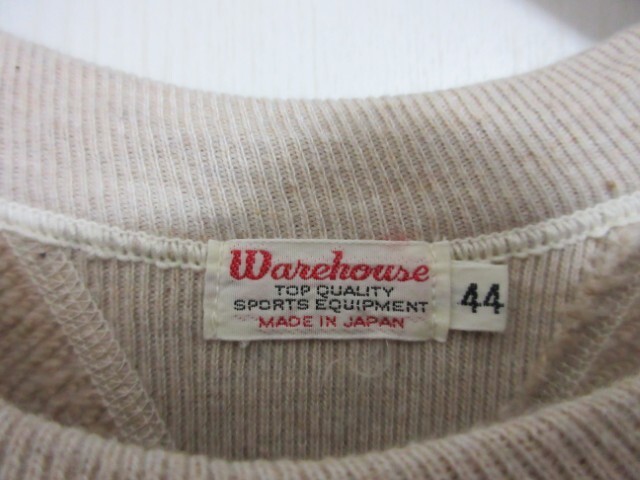 Warehouse
TOP QUALITY
SPORTS EQUIPMENT
MADE IN JAPAN
44